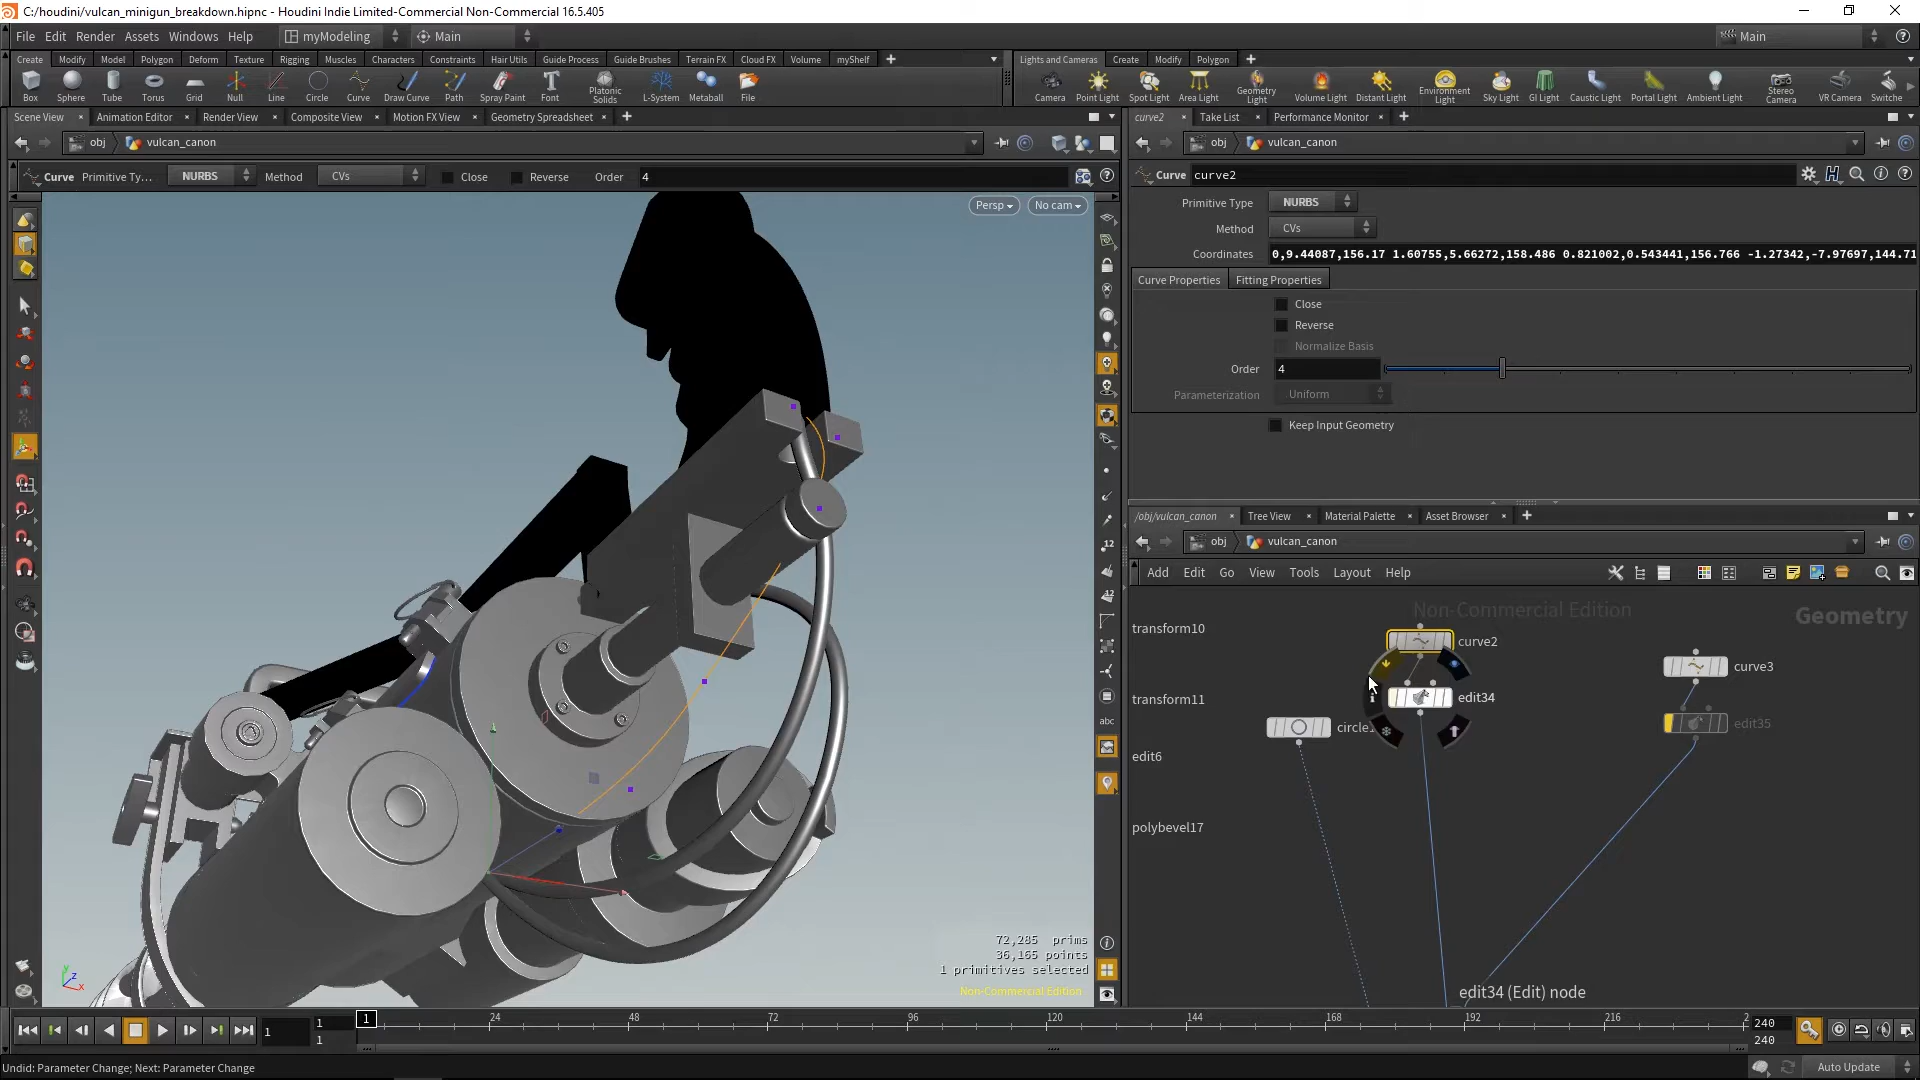 C:/houdini/vulcan_minigun_breakdown.hipnc - Houdini Indie Limited-Commercial Non-Commercial 16.5.405
File Edit Render Assets Windows Help myModeling Main Main
Create Modify Model Polygon Deform Texture Rigging Muscles Characters Constraints Hair Utils Guide Process Guide Brushes Terrain FX Cloud FX Volume myShelf
Lights and Cameras Create Modify Polygon
Box Sphere Tube Torus Grid Null Line Circle Curve Draw Curve Path Spray Paint Font Platonic Solids L-System Metaball File
Camera Point Light Spot Light Area Light Geometry Light Volume Light Distant Light Environment Light Sky Light GI Light Caustic Light Portal Light Ambient Light Stereo Camera VR Camera Switche
Scene View Animation Editor Render View Composite View Motion FX View Geometry Spreadsheet
curve2 Take List Performance Monitor
obj vulcan_canon
obj vulcan_canon
Curve Primitive Ty... NURBS Method CVs Close Reverse Order 4
Curve curve2
Persp No cam
Primitive Type NURBS
Method CVs
Coordinates 0,9.44087,156.17 1.60755,5.66272,158.486 0.821002,0.543441,156.766 -1.27342,-7.97697,144.71
Curve Properties Fitting Properties
Close
Reverse
Normalize Basis
Order 4
Parameterization Uniform
Keep Input Geometry
/obj/vulcan_canon Tree View Material Palette Asset Browser
obj vulcan_canon
Add Edit Go View Tools Layout Help
Non-Commercial Edition
Geometry
transform10
curve2
curve3
transform11
edit34
circle
edit35
edit6
polybevel17
12
12
abc
72,285 prims
36,165 points
1 primitives selected
Non-Commercial Edition
edit34 (Edit) node
1 1 1 1 24 48 72 96 120 144 168 192 216 2 240 240
Undid: Parameter Change; Next: Parameter Change
Auto Update